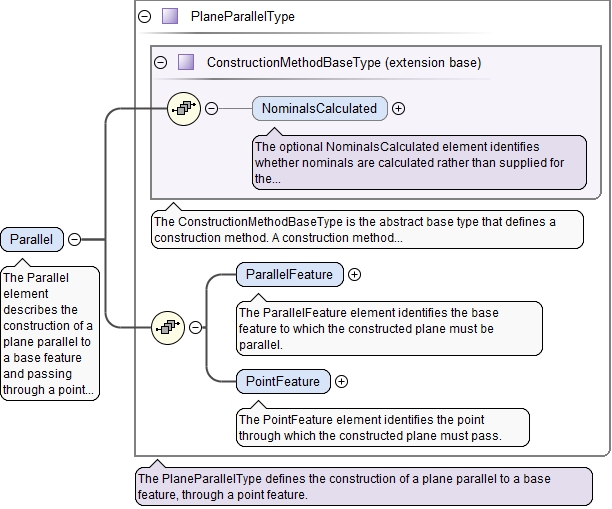 PlaneParallelType
ConstructionMethodBaseType (extension base)
NominalsCalculated
The optional NominalsCalculated element identifies
whether nominals are calculated rather than supplied for
the...
The ConstructionMethodBaseType is the abstract base type that defines a
construction method. A construction method...
Parallel
The Parallel
element
describes the
construction of a
plane parallel to
a base feature
and passing
through a point...
ParallelFeature
The ParallelFeature element identifies the base
feature to which the constructed plane must be
parallel.
PointFeature
The PointFeature element identifies the point
through which the constructed plane must pass.
The PlaneParallelType defines the construction of a plane parallel to a base
feature, through a point feature.